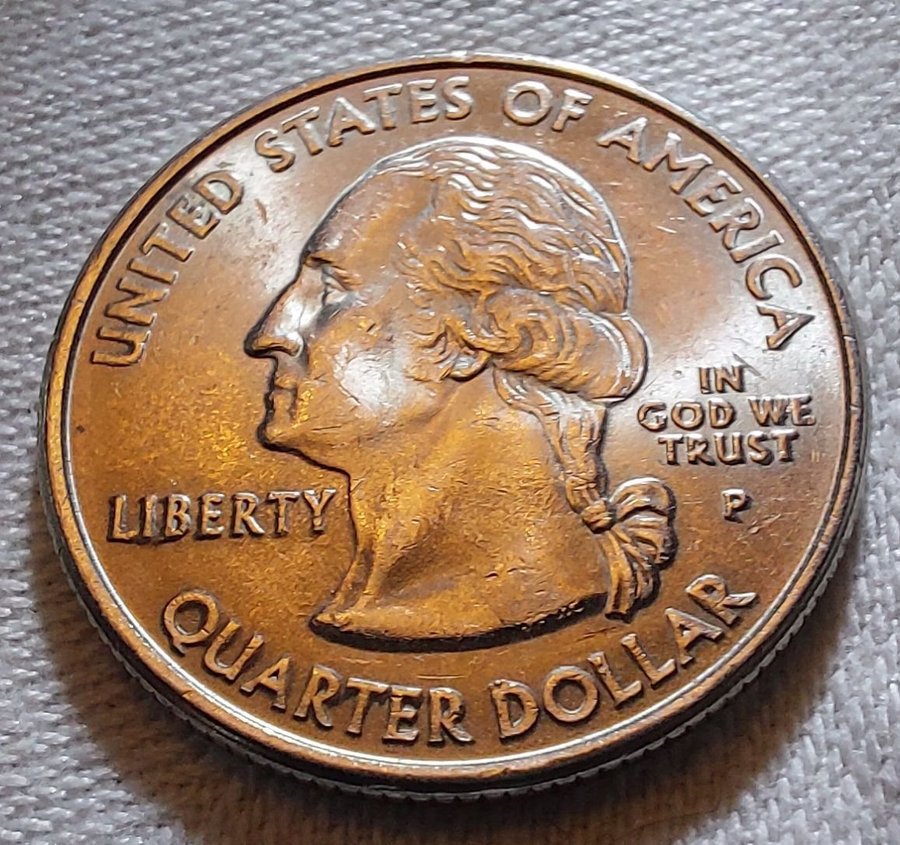 UNITED STATES OF AMERICA
IN
GOD WE
TRUST
LIBERTY
P
QUARTER DOLLAR